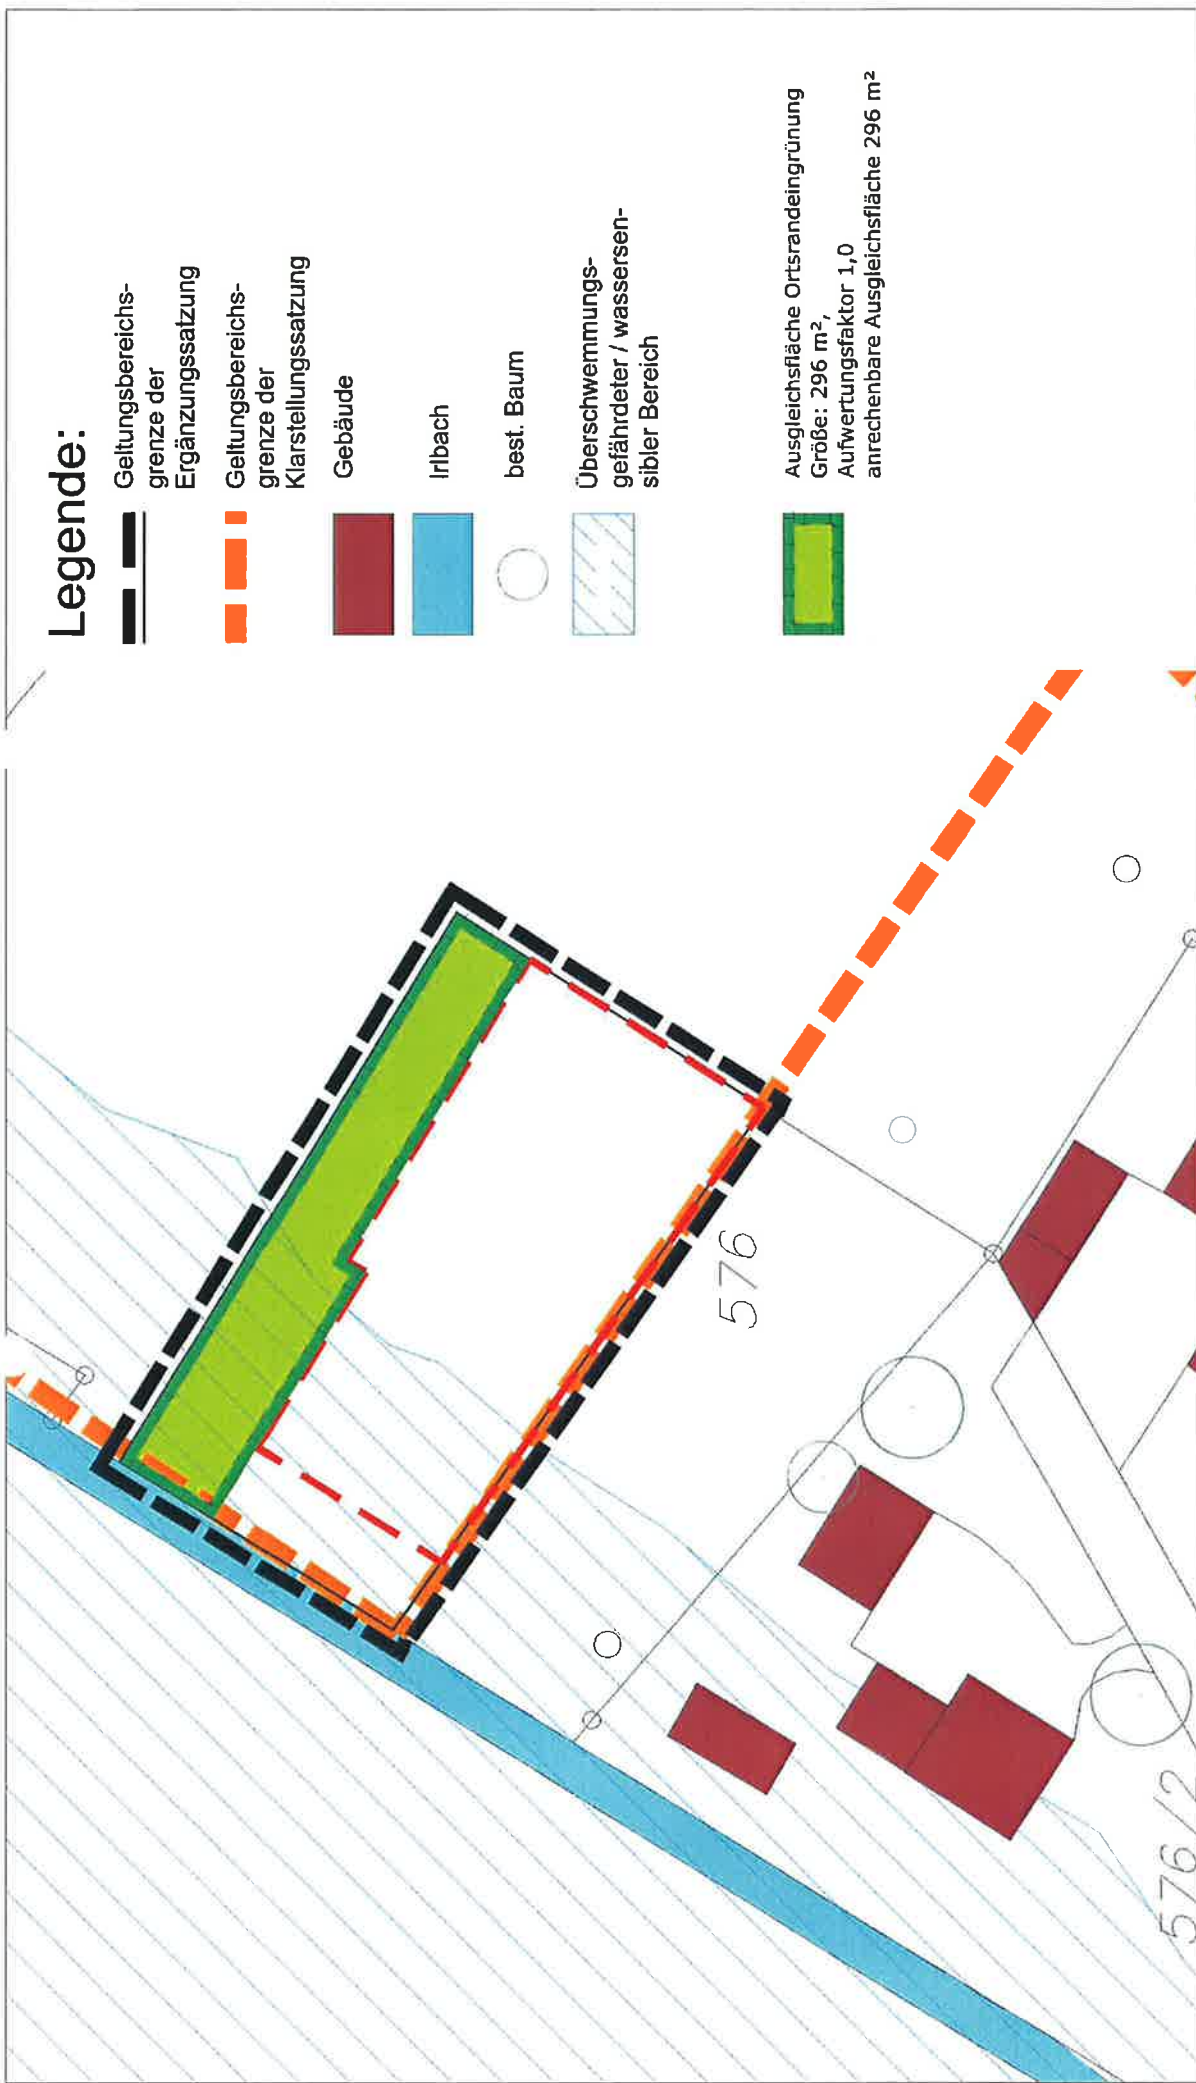 Legende:
Geltungsbereichs-
grenze der
Ergänzungssatzung
Geltungsbereichs-
grenze der
Klarstellungssatzung
Gebäude
Irlbach
best. Baum
Überschwemmungs-
gefährdeter / wassersen-
sibler Bereich
Ausgleichsfläche Ortsrandeingrünung
Größe: 296 m²,
Aufwertungsfaktor 1,0
anrechenbare Ausgleichsfläche 296 m²
576
576/2